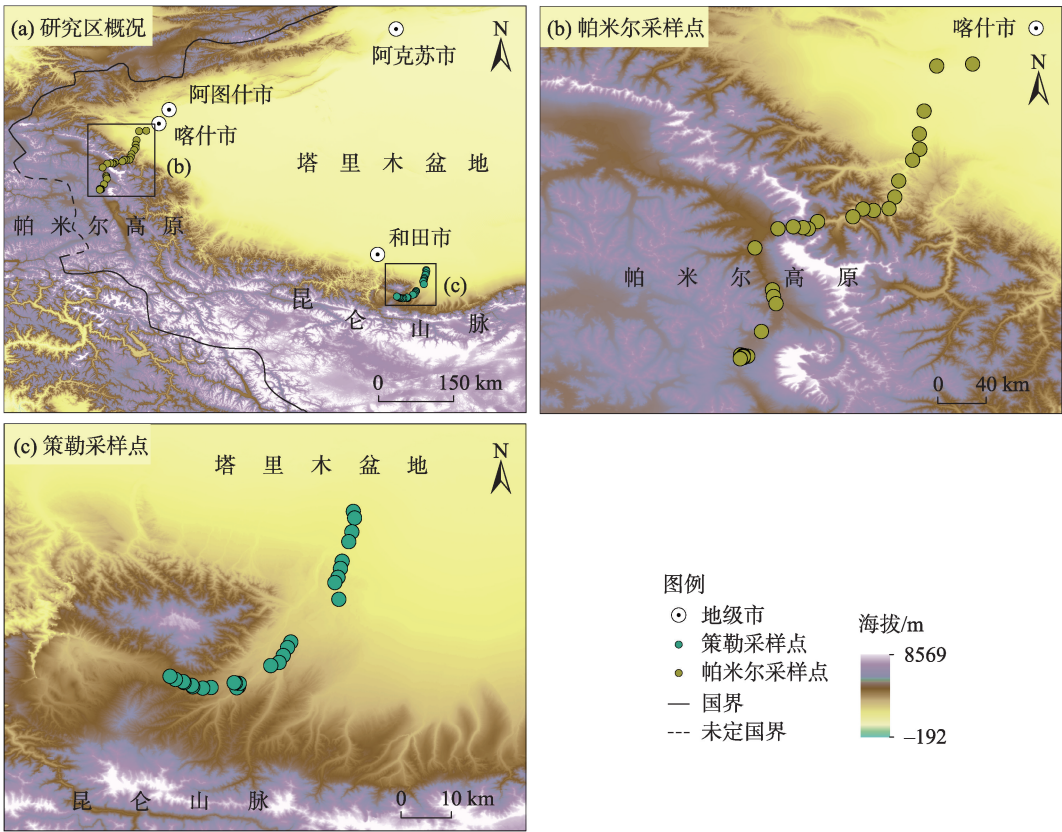 (a) 研究区概况
N
阿克苏市
阿图什市
喀什市
(b)
塔里木盆地
帕米尔高原
和田市
(c)
昆仑山脉
0 150 km
(b) 帕米尔采样点
喀什市
N
帕米尔高原
0 40 km
(c) 策勒采样点
塔里木盆地
N
昆仑山脉
0 10 km
图例
地级市
策勒采样点
帕米尔采样点
国界
未定国界
海拔/m
8569
–192